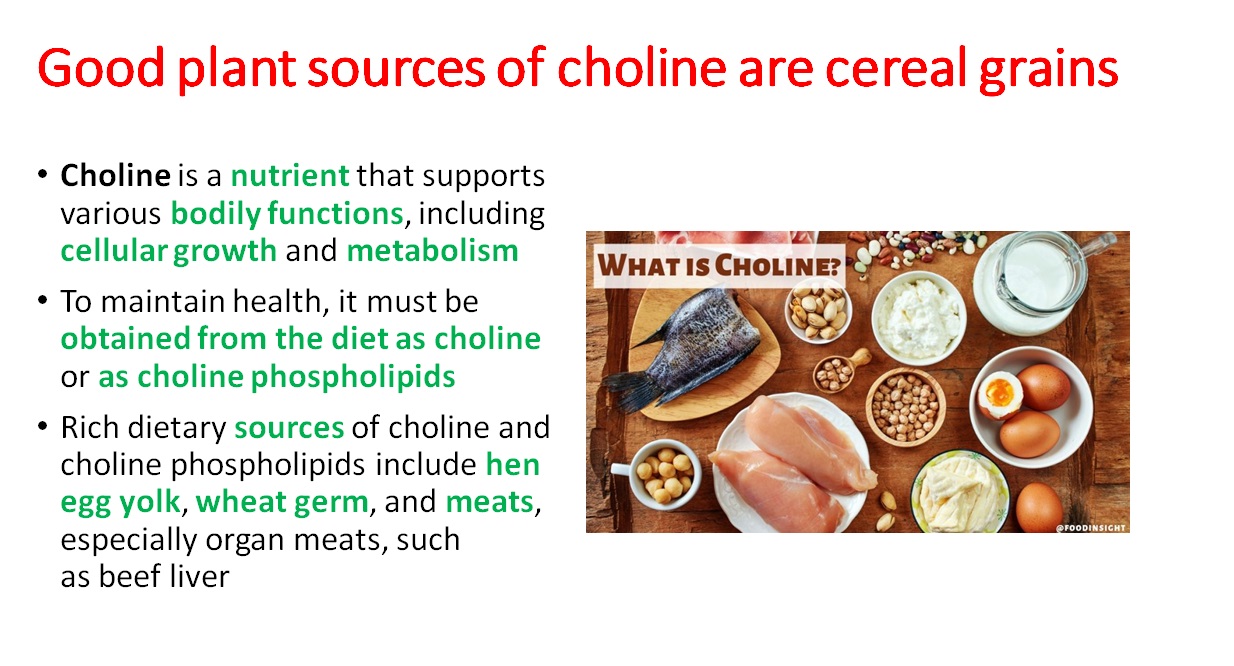 Good plant sources of choline are cereal grains
• Choline is a nutrient that supports
various bodily functions, including
cellular growth and metabolism
• To maintain health, it must be
obtained from the diet as choline
or as choline phospholipids
• Rich dietary sources of choline and
choline phospholipids include hen
egg yolk, wheat germ, and meats,
especially organ meats, such
as beef liver
WHAT IS CHOLINE?
@FOODINSIGHT